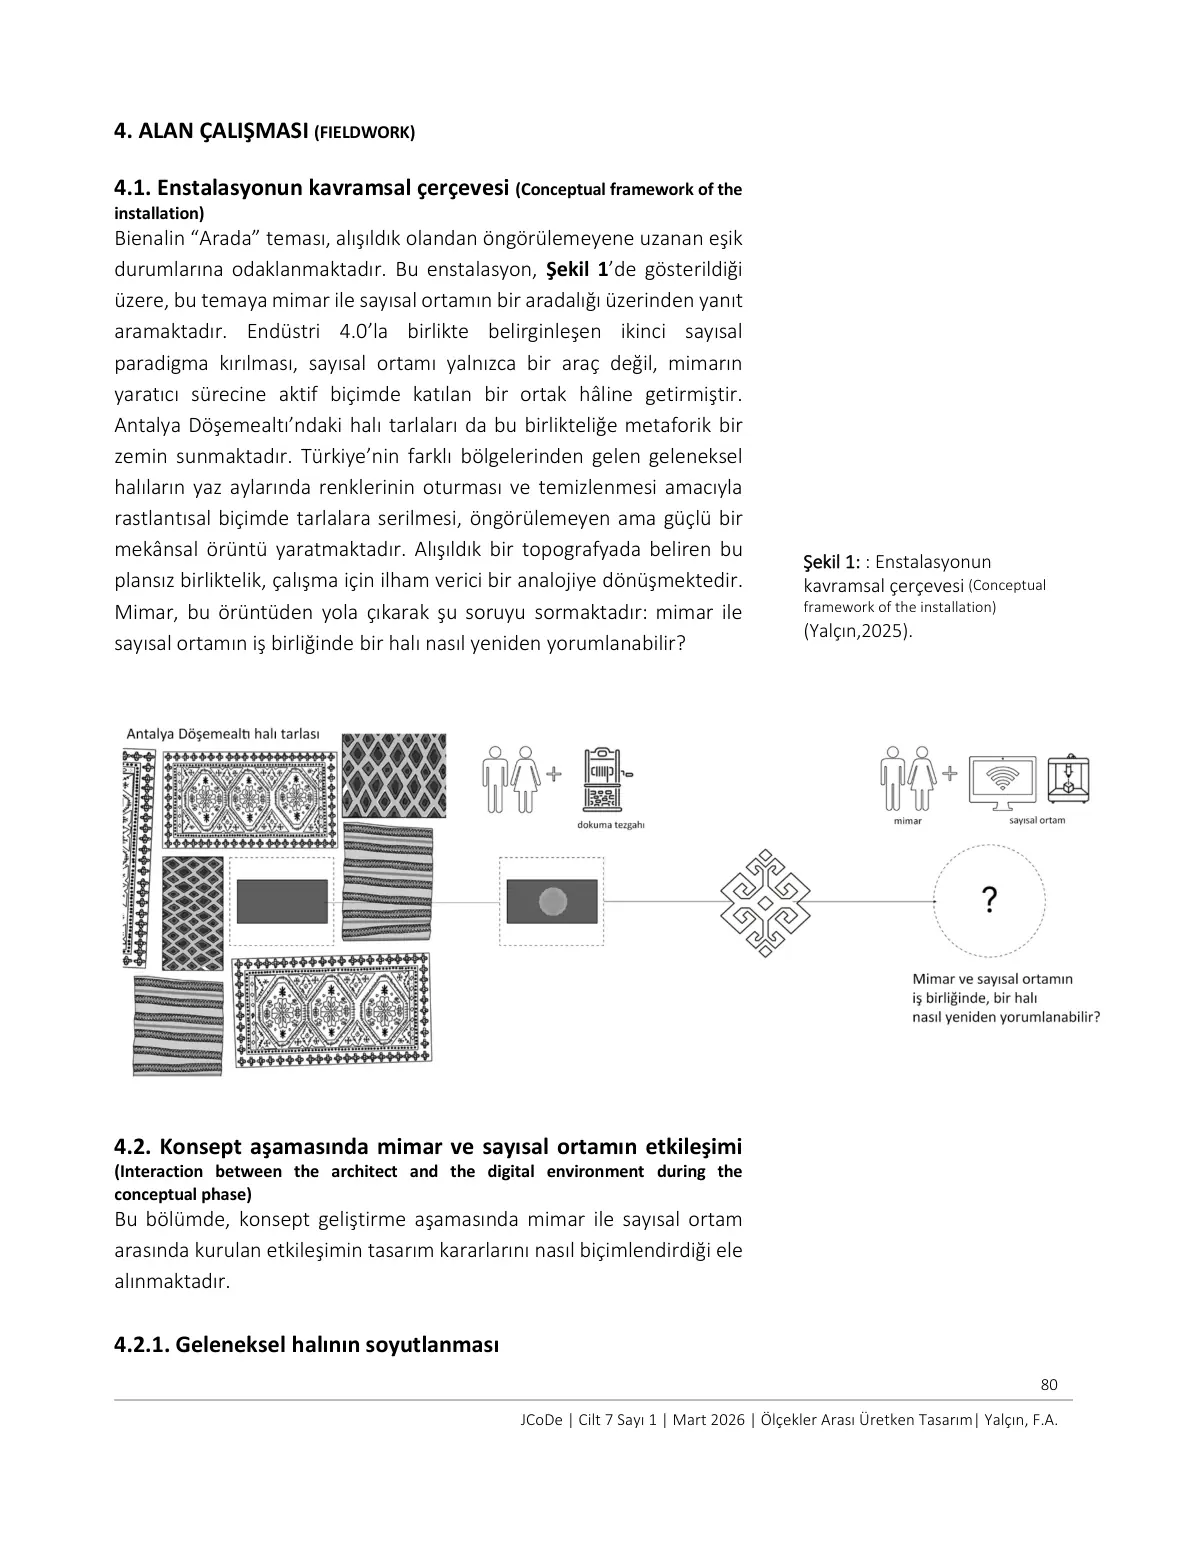 4. ALAN ÇALIŞMASI (FIELDWORK)
4.1. Enstalasyonun kavramsal çerçevesi (Conceptual framework of the
installation)
Bienalin “Arada” teması, alışıldık olandan öngörülemeyene uzanan eşik
durumlarına odaklanmaktadır. Bu enstalasyon, Şekil 1’de gösterildiği
üzere, bu temaya mimar ile sayısal ortamın bir aradalığı üzerinden yanıt
aramaktadır. Endüstri 4.0’la birlikte belirginleşen ikinci sayısal
paradigma kırılması, sayısal ortamı yalnızca bir araç değil, mimarın
yaratıcı sürecine aktif biçimde katılan bir ortak hâline getirmiştir.
Antalya Döşemealtı’ndaki halı tarlaları da bu birlikteliğe metaforik bir
zemin sunmaktadır. Türkiye’nin farklı bölgelerinden gelen geleneksel
halıların yaz aylarında renklerinin oturması ve temizlenmesi amacıyla
rastlantısal biçimde tarlalara serilmesi, öngörülemeyen ama güçlü bir
mekânsal örüntü yaratmaktadır. Alışıldık bir topografyada beliren bu
plansız birliktelik, çalışma için ilham verici bir analojiye dönüşmektedir.
Mimar, bu örüntüden yola çıkarak şu soruyu sormaktadır: mimar ile
sayısal ortamın iş birliğinde bir halı nasıl yeniden yorumlanabilir?
Şekil 1: : Enstalasyonun
kavramsal çerçevesi (Conceptual
framework of the installation)
(Yalçın,2025).
Antalya Döşemealtı halı tarlası
dokuma tezgahı
mimar
sayısal ortam
?
Mimar ve sayısal ortamın
iş birliğinde, bir halı
nasıl yeniden yorumlanabilir?
4.2. Konsept aşamasında mimar ve sayısal ortamın etkileşimi
(Interaction between the architect and the digital environment during the
conceptual phase)
Bu bölümde, konsept geliştirme aşamasında mimar ile sayısal ortam
arasında kurulan etkileşimin tasarım kararlarını nasıl biçimlendirdiği ele
alınmaktadır.
4.2.1. Geleneksel halının soyutlanması
80
JCoDe | Cilt 7 Sayı 1 | Mart 2026 | Ölçekler Arası Üretken Tasarım| Yalçın, F.A.